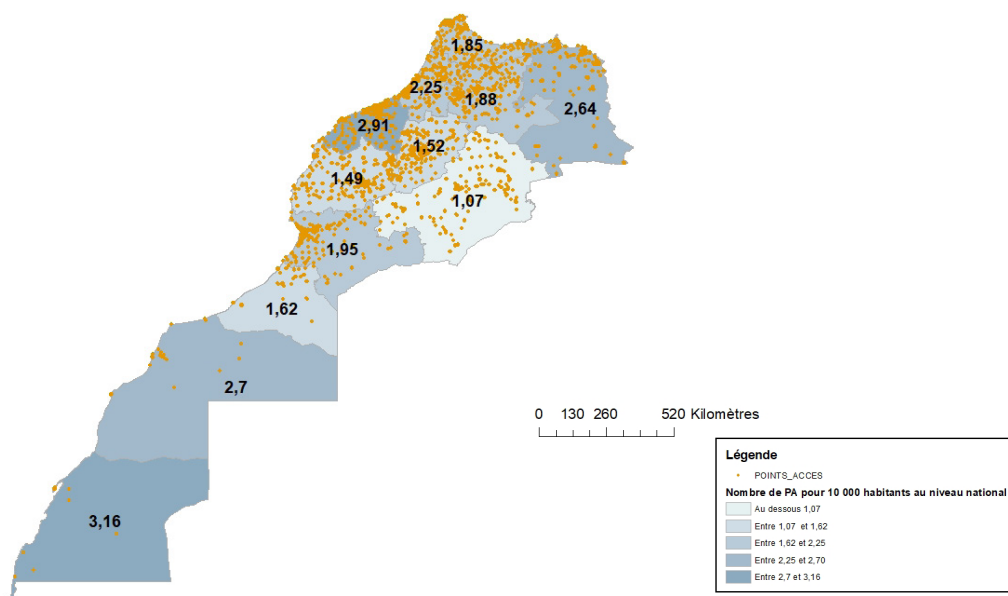 1,85
2,25
1,88
2,64
2,91
1,52
1,49
1,07
1,95
1,62
2,7
3,16
0 130 260 520 Kilomètres
Légende
POINTS_ACCES
Nombre de PA pour 10 000 habitants au niveau national
Au dessous 1,07
Entre 1,07 et 1,62
Entre 1,62 et 2,25
Entre 2,25 et 2,70
Entre 2,7 et 3,16